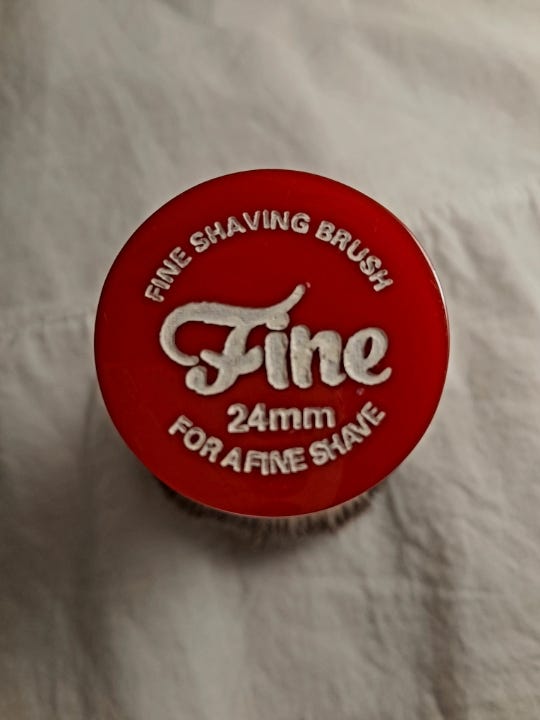 FINE SHAVING BRUSH
Fine
24mm
FOR A FINE SHAVE